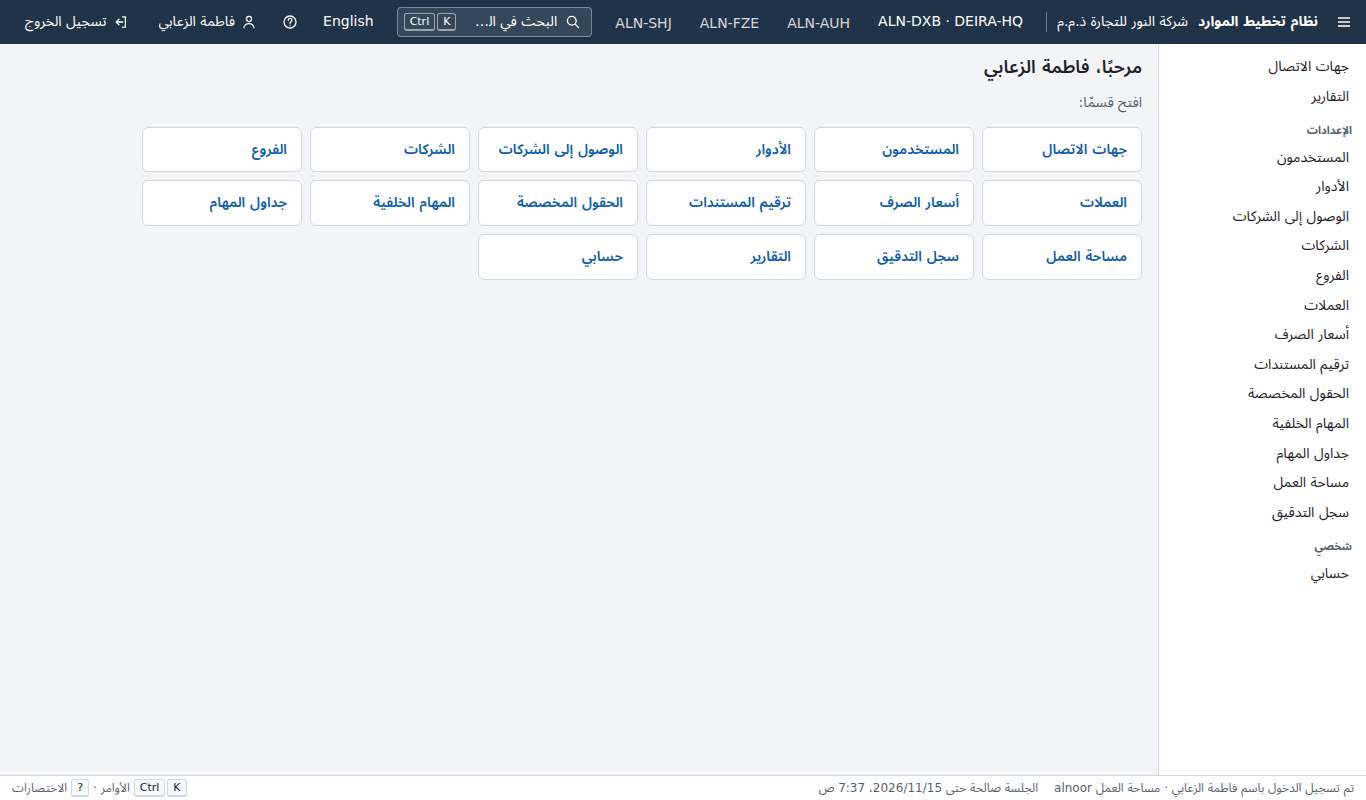 نظام تخطيط الموارد شركة النور للتجارة ذ.م.م ALN-DXB · DEIRA-HQ ALN-AUH ALN-FZE ALN-SHJ البحث في ال... Ctrl K English فاطمة الزعابي تسجيل الخروج
جهات الاتصال
التقارير
الإعدادات
المستخدمون
الأدوار
الوصول إلى الشركات
الشركات
الفروع
العملات
أسعار الصرف
ترقيم المستندات
الحقول المخصصة
المهام الخلفية
جداول المهام
مساحة العمل
سجل التدقيق
شخصي
حسابي
مرحبًا، فاطمة الزعابي
افتح قسمًا:
جهات الاتصال المستخدمون الأدوار الوصول إلى الشركات الشركات الفروع
العملات أسعار الصرف ترقيم المستندات الحقول المخصصة المهام الخلفية جداول المهام
مساحة العمل سجل التدقيق التقارير حسابي
تم تسجيل الدخول باسم فاطمة الزعابي · مساحة العمل alnoor الجلسة صالحة حتى 2026/11/15، 7:37 ص Ctrl K الأوامر · ? الاختصارات